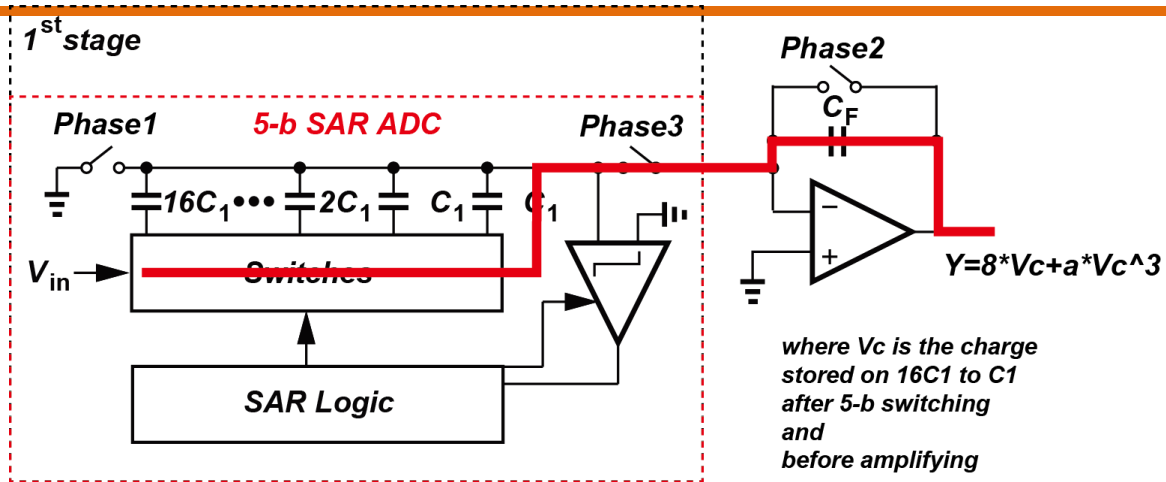 1st stage
Phase1
5-b SAR ADC
Phase3
Phase2
CF
16C1••• 2C1 C1 C1
Vin
Switches
SAR Logic
−
+
Y=8*Vc+a*Vc^3
where Vc is the charge
stored on 16C1 to C1
after 5-b switching
and
before amplifying